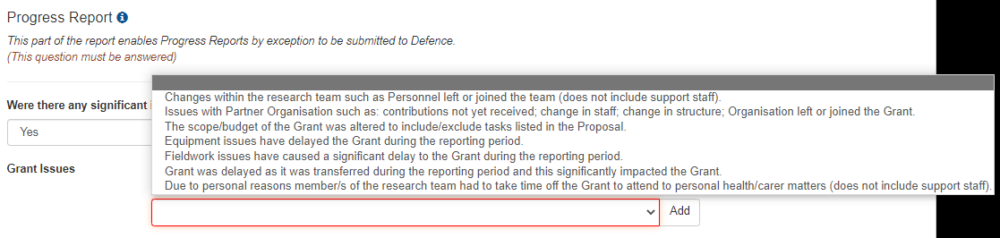 Progress Report
This part of the report enables Progress Reports by exception to be submitted to Defence.
(This question must be answered)
Were there any significant
Yes
Grant Issues
Changes within the research team such as Personnel left or joined the team (does not include support staff).
Issues with Partner Organisation such as: contributions not yet received; change in staff; change in structure; Organisation left or joined the Grant.
The scope/budget of the Grant was altered to include/exclude tasks listed in the Proposal.
Equipment issues have delayed the Grant during the reporting period.
Fieldwork issues have caused a significant delay to the Grant during the reporting period.
Grant was delayed as it was transferred during the reporting period and this significantly impacted the Grant.
Due to personal reasons member/s of the research team had to take time off the Grant to attend to personal health/carer matters (does not include support staff).
Add